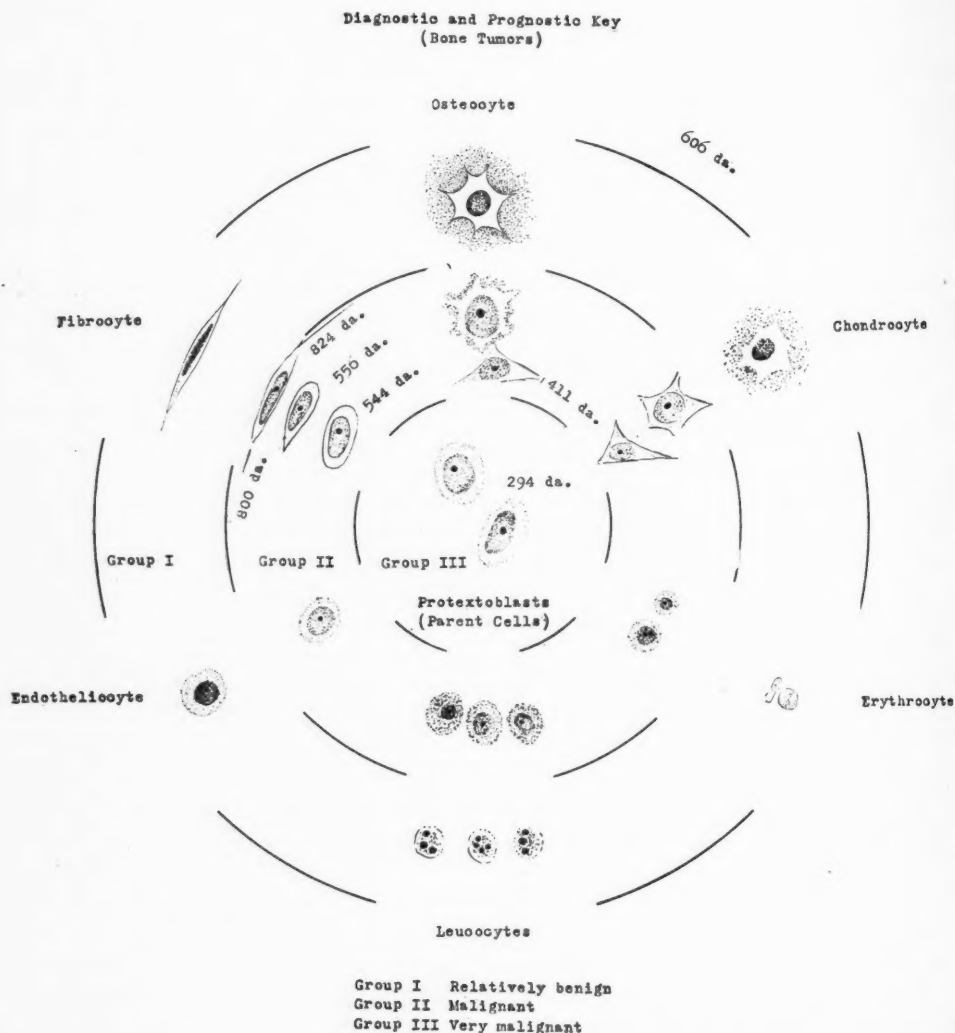 Diagnostic and Prognostic Key
(Bone Tumors)
Osteocyte
606 da.
Fibrocyte
Chondrocyte
824 da.
556 da.
544 da.
411 da.
800 da.
294 da.
Group I
Group II
Group III
Protextoblasts
(Parent Cells)
Endotheliocyte
Erythrocyte
Leucocytes
Group I Relatively benign
Group II Malignant
Group III Very malignant